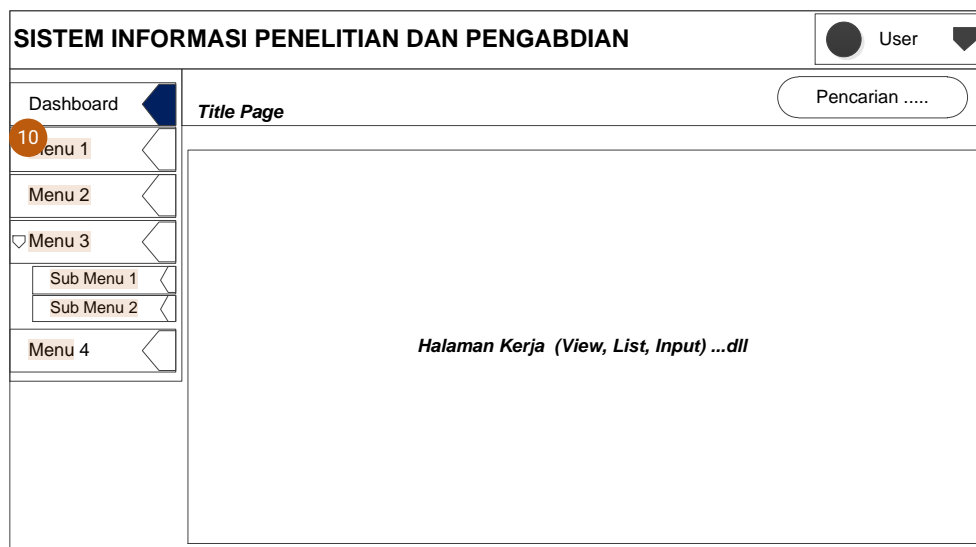 SISTEM INFORMASI PENELITIAN DAN PENGABDIAN
User
Dashboard
Title Page
Pencarian .....
10
enu 1
Menu 2
Menu 3
Sub Menu 1
Sub Menu 2
Menu 4
Halaman Kerja (View, List, Input) ...dll